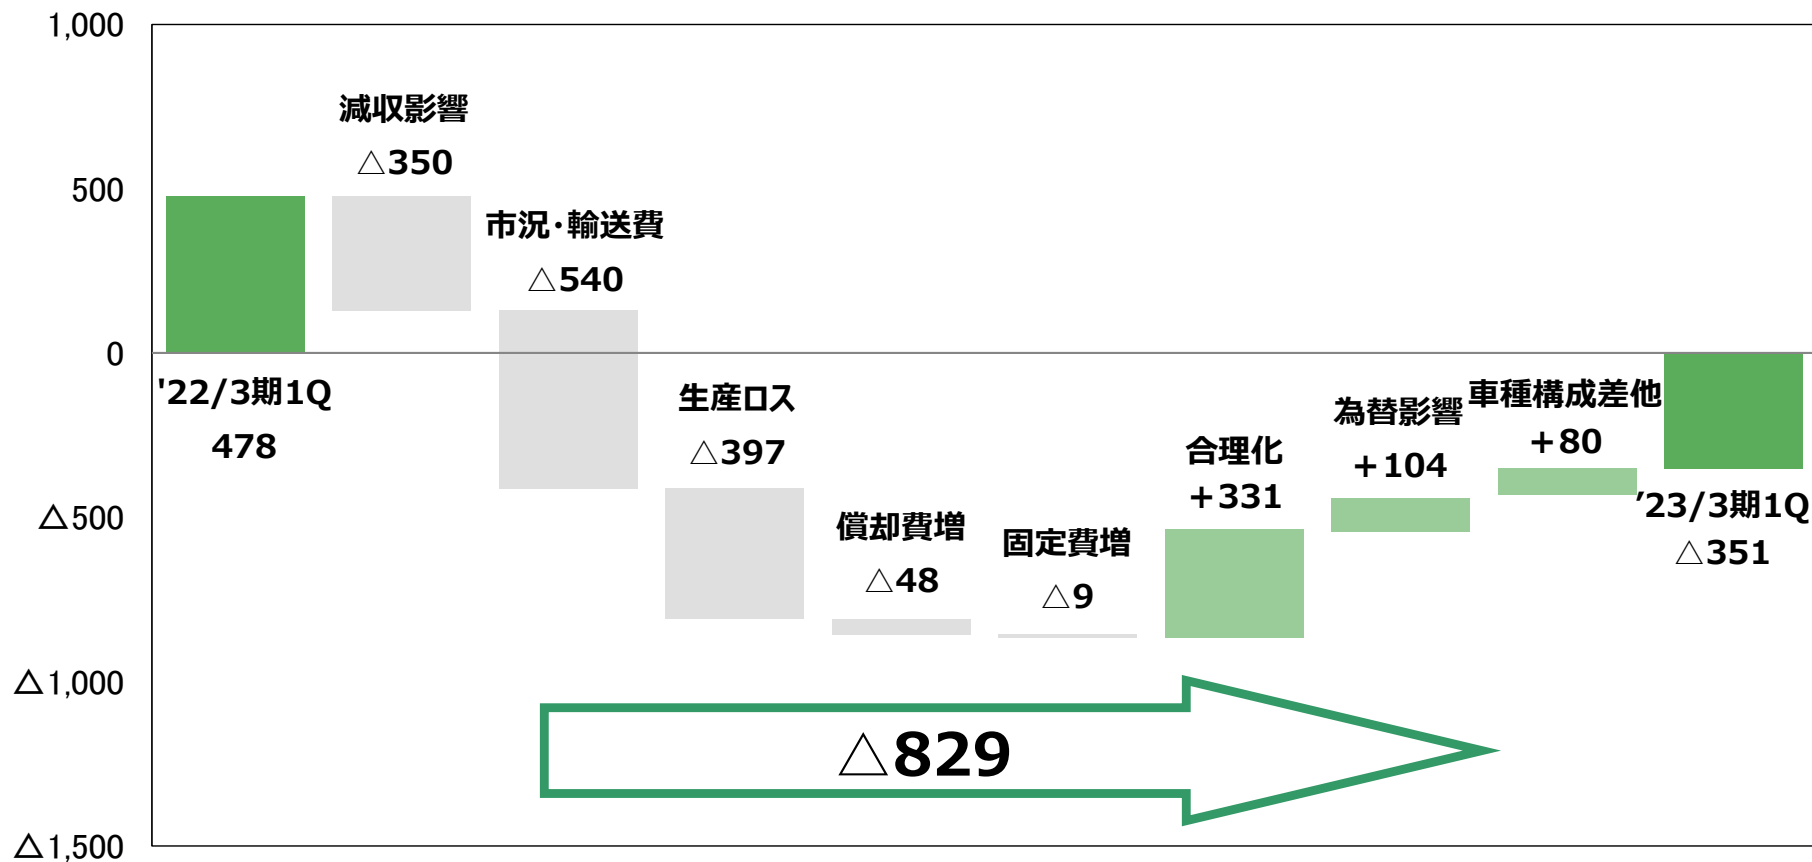 1,000
500
0
△500
△1,000
△1,500
'22/3期1Q
478
減収影響
△350
市況・輸送費
△540
生産ロス
△397
償却費増
△48
固定費増
△9
合理化
+331
為替影響
+104
車種構成差他
+80
'23/3期1Q
△351
△829